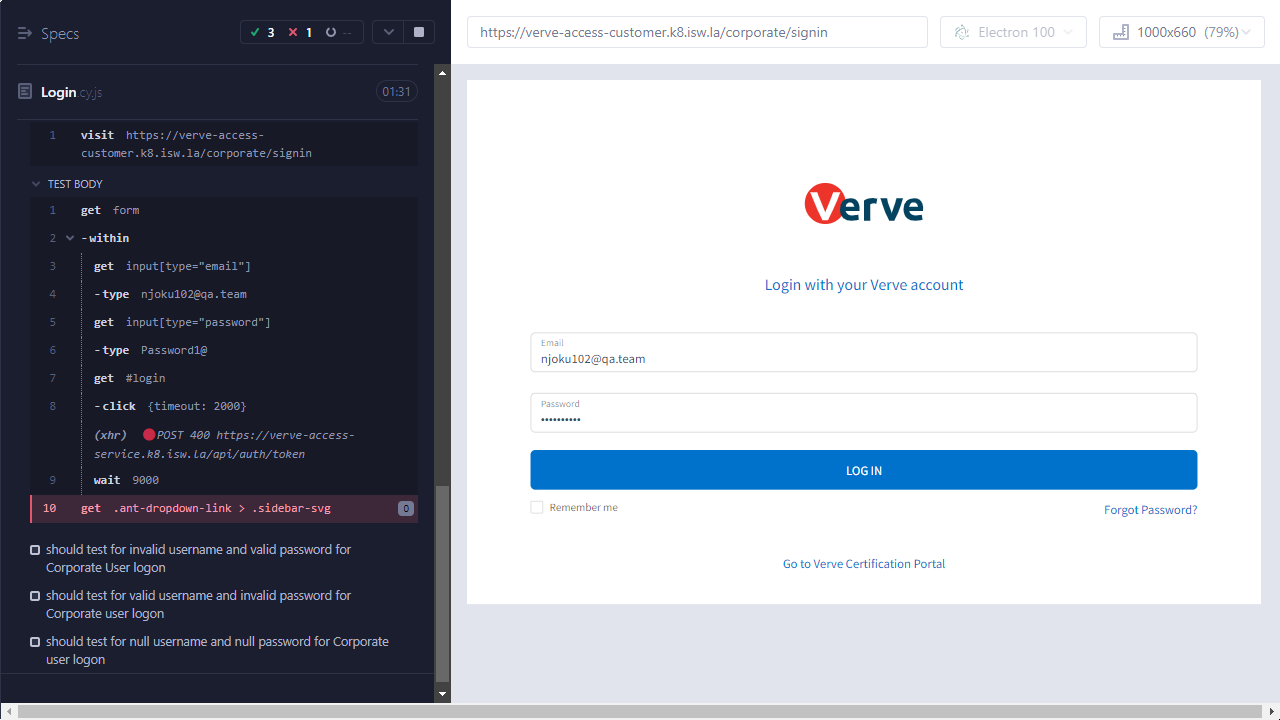 Specs
3
1
--
https://verve-access-customer.k8.isw.la/corporate/signin
Electron 100
1000x660 (79%)
Login.cy.js
01:31
1 visit https://verve-access-
customer.k8.isw.la/corporate/signin
TEST BODY
1 get form
2 -within
3 get input[type="email"]
4 -type njoku102@qa.team
5 get input[type="password"]
6 -type Password1@
7 get #login
8 -click {timeout: 2000}
(xhr) POST 400 https://verve-access-
service.k8.isw.la/api/auth/token
9 wait 9000
10 get .ant-dropdown-link > .sidebar-svg 0
should test for invalid username and valid password for
Corporate User logon
should test for valid username and invalid password for
Corporate user logon
should test for null username and null password for Corporate
user logon
Verve
Login with your Verve account
Email
njoku102@qa.team
Password
••••••••••
LOG IN
Remember me
Forgot Password?
Go to Verve Certification Portal